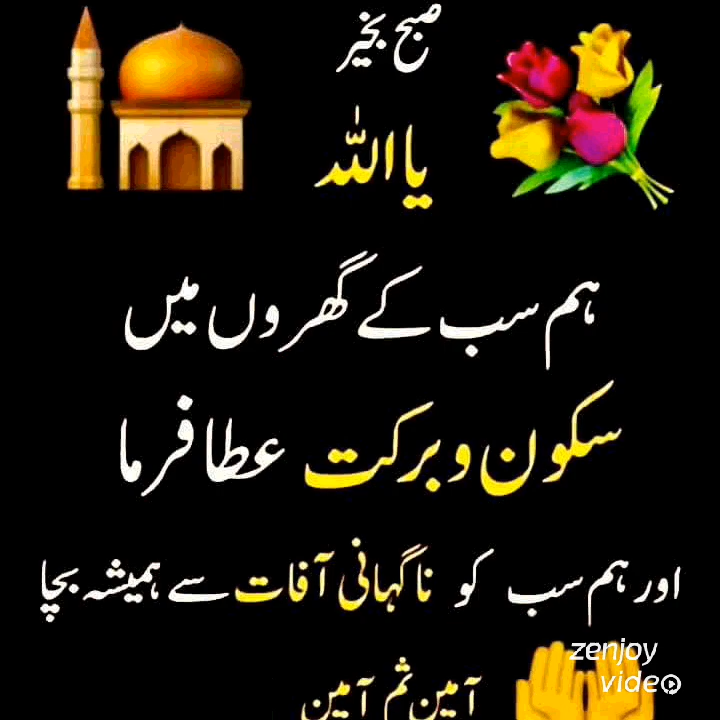 صبح بخیر
یا اللہ
ہم سب کے گھروں میں
سکون و برکت عطا فرما
اور ہم سب کو ناگہانی آفات سے ہمیشہ بچا
آمین ثم آمین
zenjoy
video